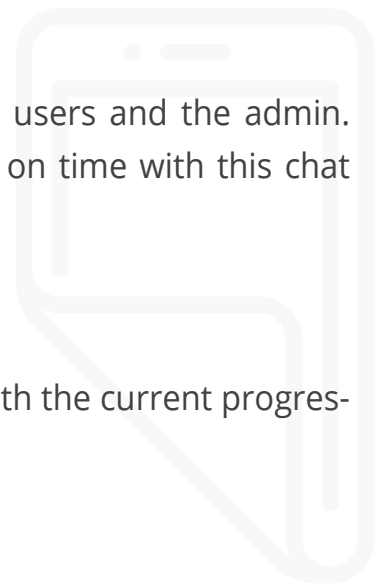 users and the admin.
on time with this chat
th the current progres-